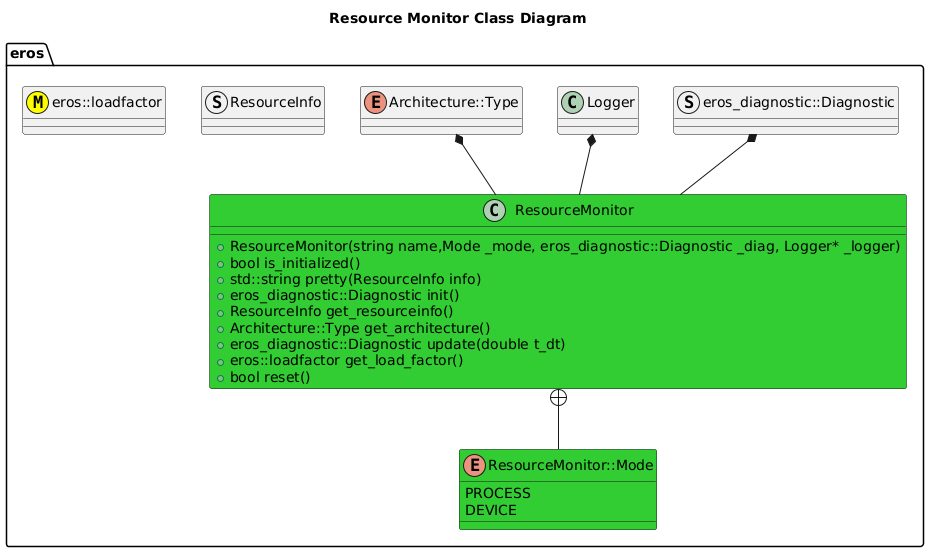 Resource Monitor Class Diagram
eros
M eros::loadfactor
S ResourceInfo
E Architecture::Type
C Logger
S eros_diagnostic::Diagnostic
C ResourceMonitor
ResourceMonitor(string name,Mode _mode, eros_diagnostic::Diagnostic _diag, Logger* _logger)
bool is_initialized()
std::string pretty(ResourceInfo info)
eros_diagnostic::Diagnostic init()
ResourceInfo get_resourceinfo()
Architecture::Type get_architecture()
eros_diagnostic::Diagnostic update(double t_dt)
eros::loadfactor get_load_factor()
bool reset()
E ResourceMonitor::Mode
PROCESS
DEVICE